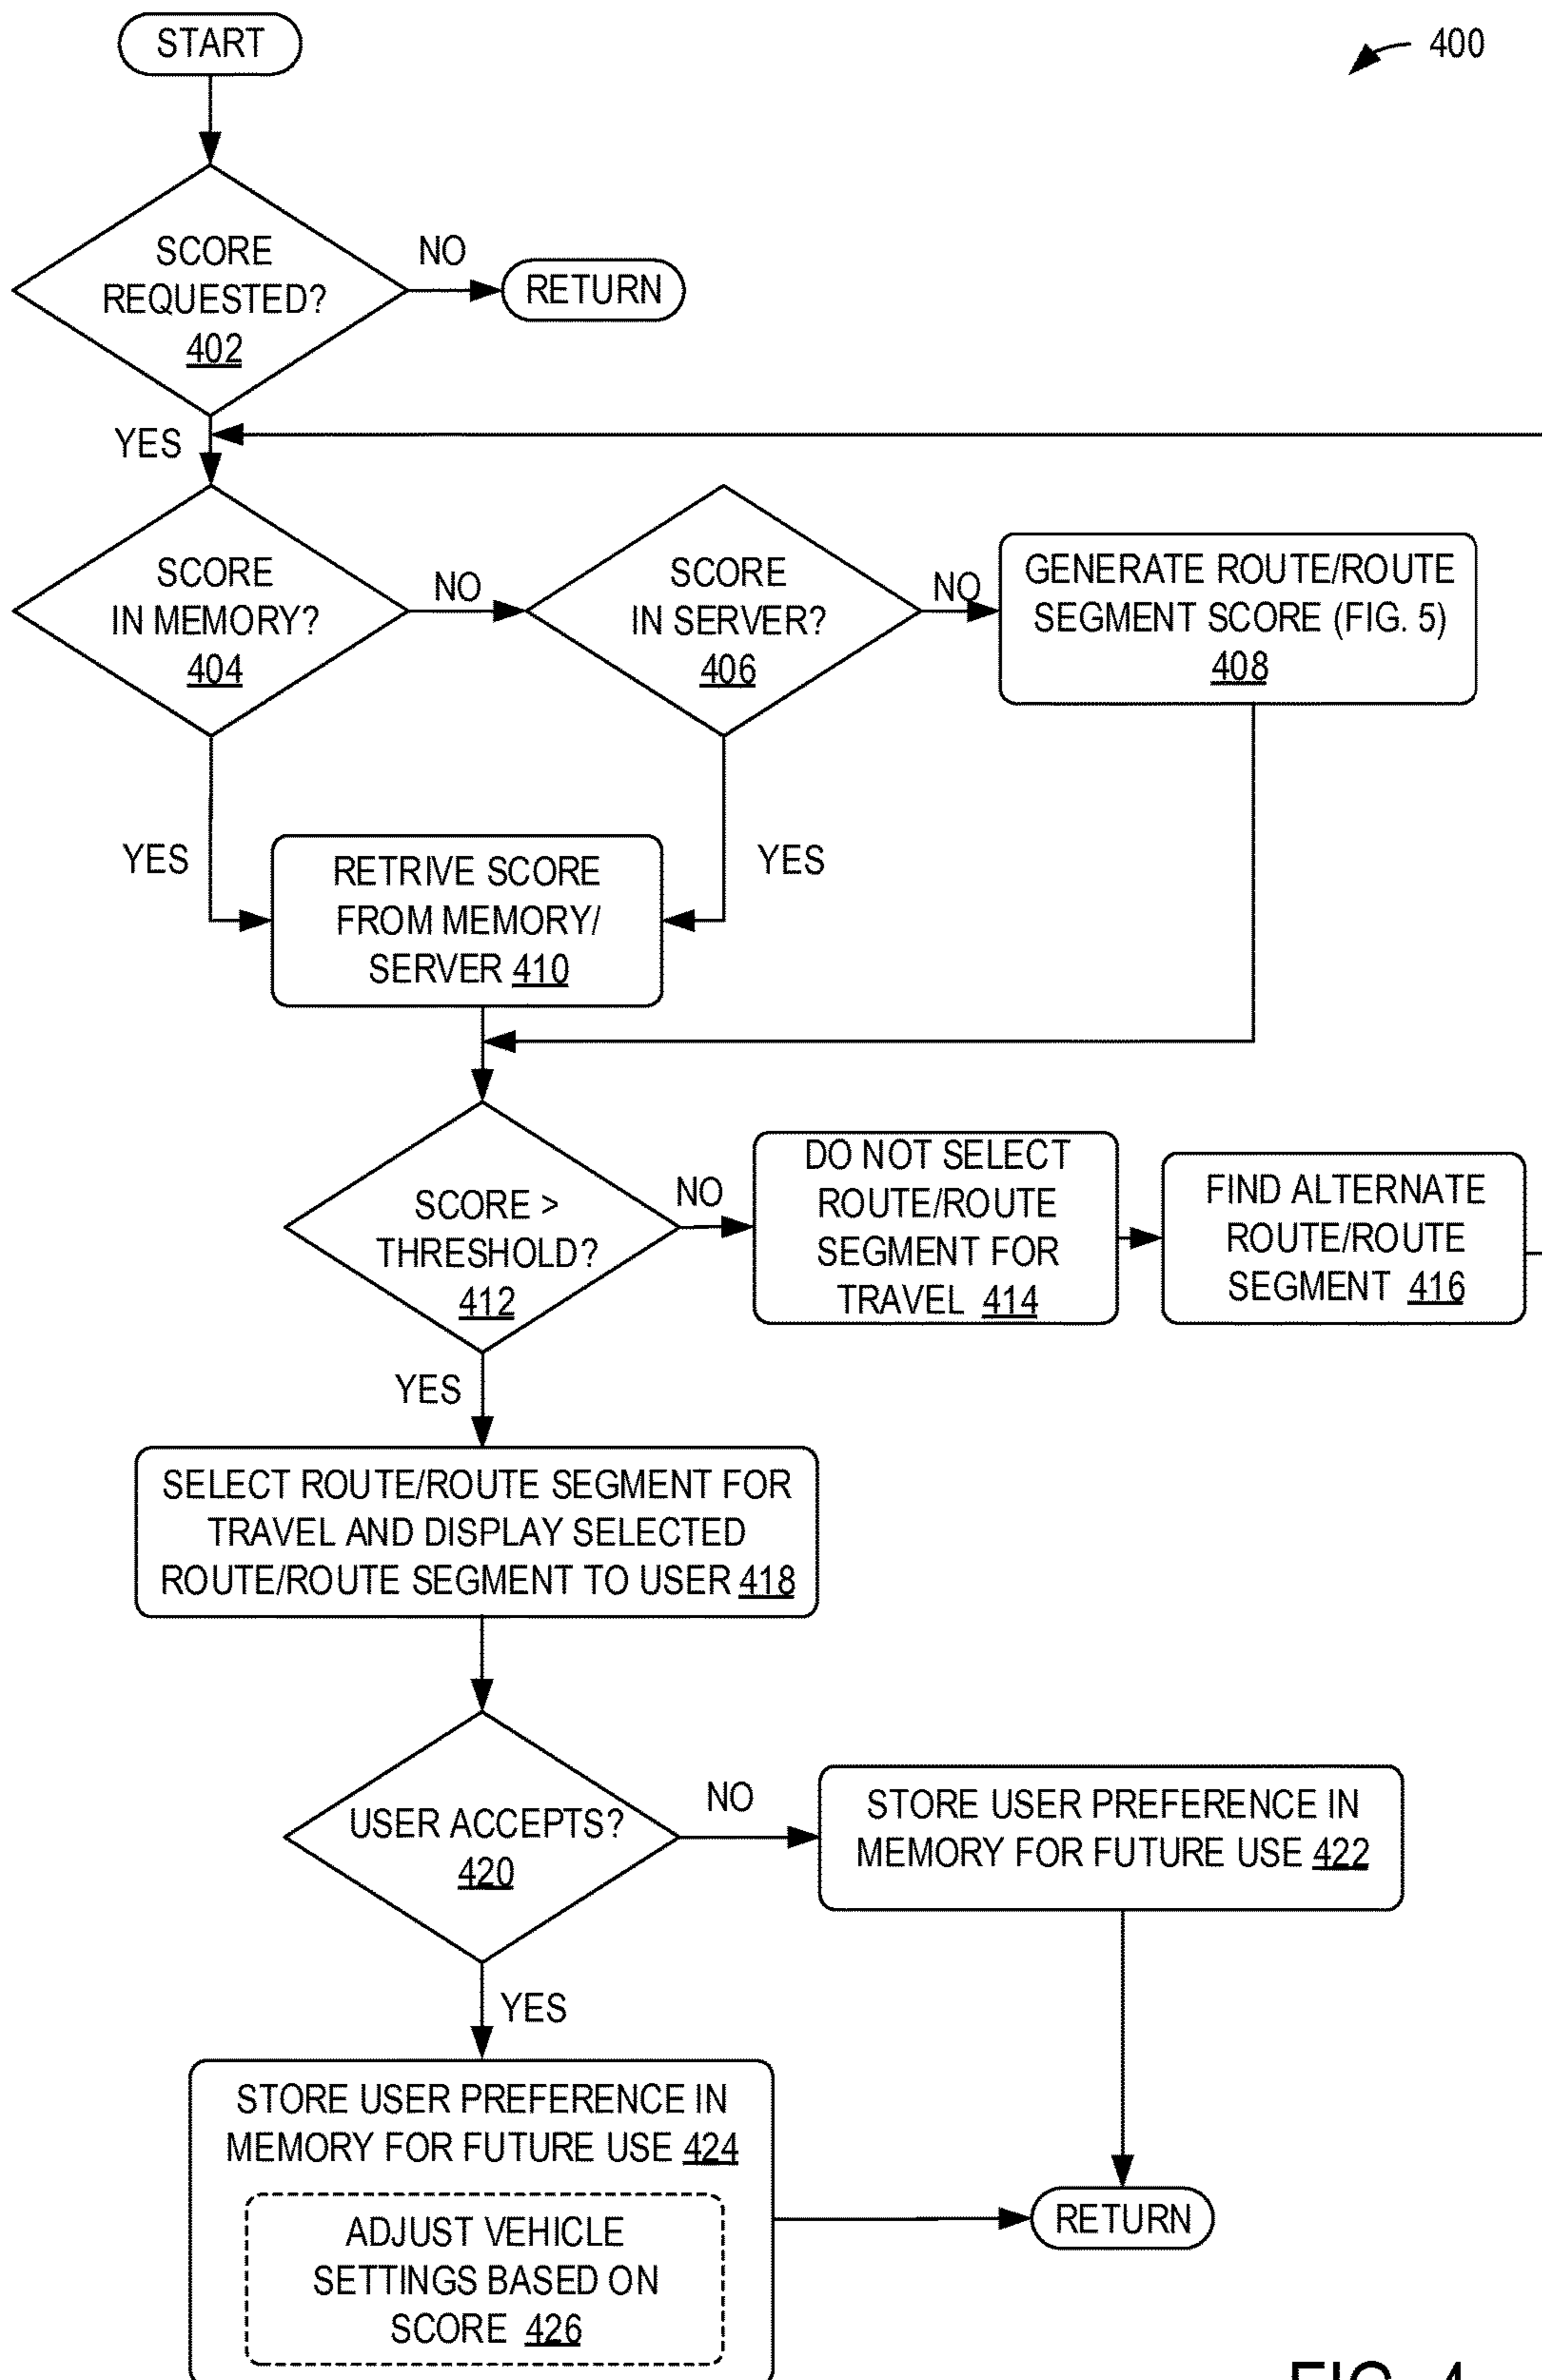 START
400
SCORE
REQUESTED?
402
NO
RETURN
YES
SCORE
IN MEMORY?
404
NO
SCORE
IN SERVER?
406
NO
GENERATE ROUTE/ROUTE
SEGMENT SCORE (FIG. 5)
408
YES
RETRIVE SCORE
FROM MEMORY/
SERVER 410
YES
SCORE >
THRESHOLD?
412
NO
DO NOT SELECT
ROUTE/ROUTE
SEGMENT FOR
TRAVEL 414
FIND ALTERNATE
ROUTE/ROUTE
SEGMENT 416
YES
SELECT ROUTE/ROUTE SEGMENT FOR
TRAVEL AND DISPLAY SELECTED
ROUTE/ROUTE SEGMENT TO USER 418
USER ACCEPTS?
420
NO
STORE USER PREFERENCE IN
MEMORY FOR FUTURE USE 422
YES
STORE USER PREFERENCE IN
MEMORY FOR FUTURE USE 424
ADJUST VEHICLE
SETTINGS BASED ON
SCORE 426
RETURN
FIG. 4